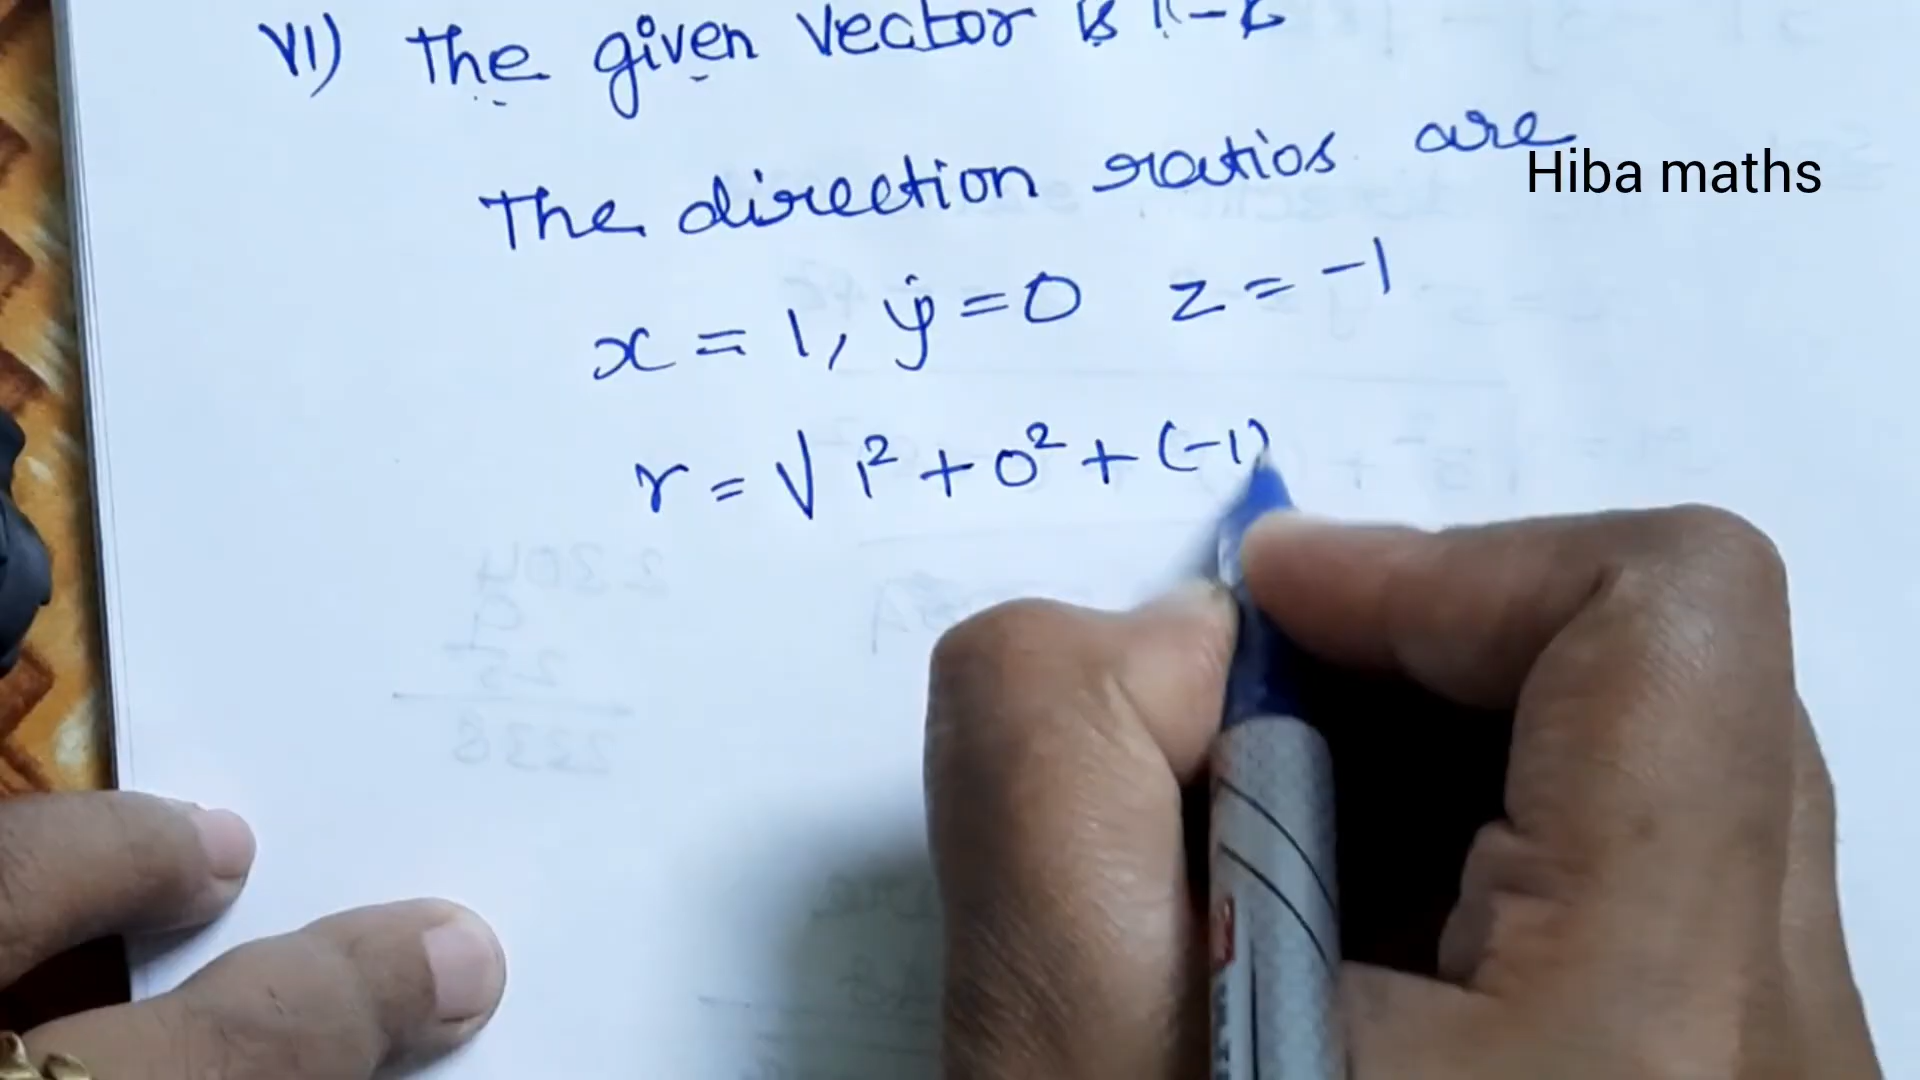 VI) The given vector is
The direction ratios are
Hiba maths
x = 1, y = 0 z = -1
r = √ 1² + 0² + (-1)